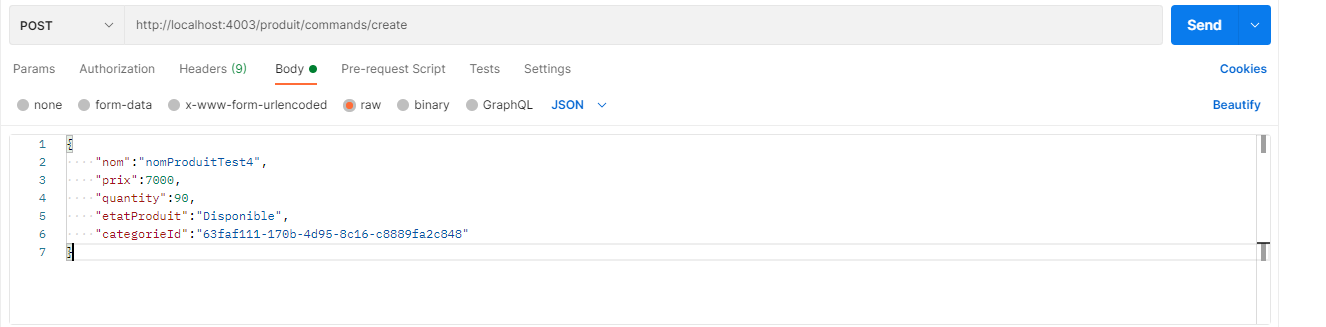 POST http://localhost:4003/produit/commands/create Send
Params Authorization Headers (9) Body Pre-request Script Tests Settings Cookies
none form-data x-www-form-urlencoded raw binary GraphQL JSON Beautify
1 {
2 "nom":"nomProduitTest4",
3 "prix":7000,
4 "quantity":90,
5 "etatProduit":"Disponible",
6 "categorieId":"63faf111-170b-4d95-8c16-c8889fa2c848"
7 }